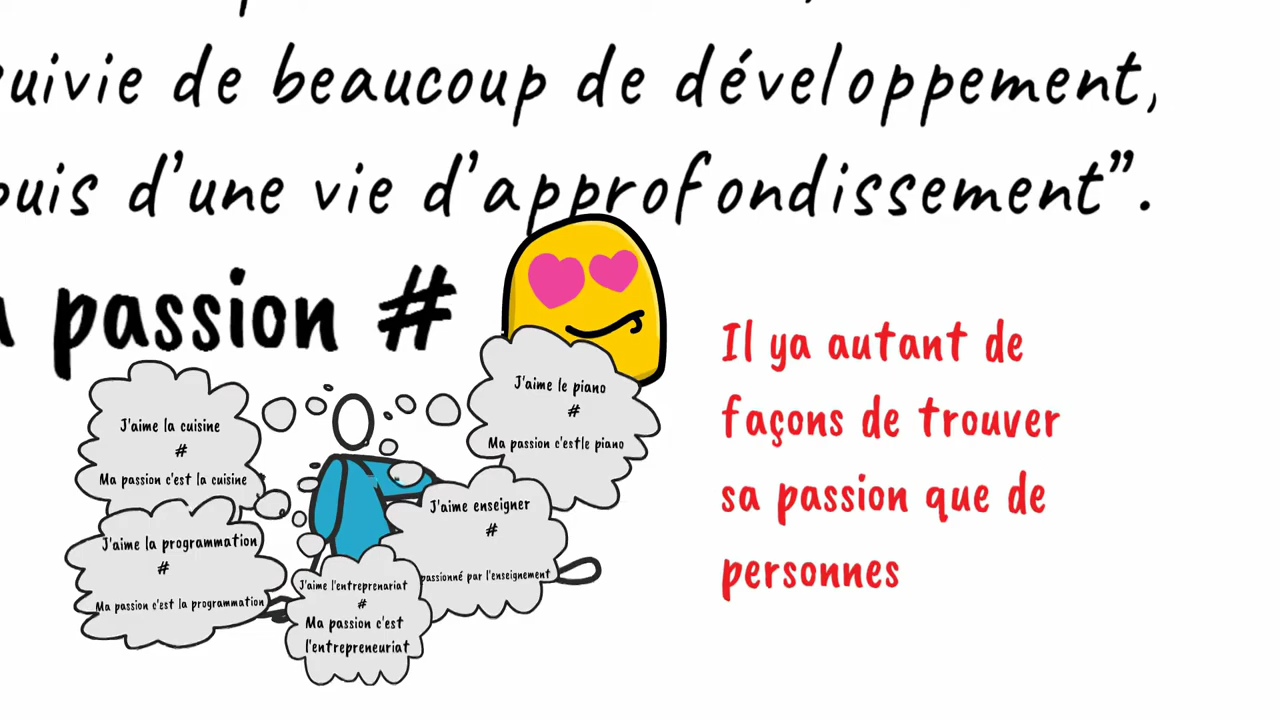 suivie de beaucoup de développement,
puis d'une vie d'approfondissement”.
passion #
J'aime le piano
#
Ma passion c'estle piano
J'aime la cuisine
#
Ma passion c'est la cuisine
J'aime enseigner
#
passionné par l'enseignement
J'aime la programmation
#
Ma passion c'est la programmation
J'aime l'entreprenariat
#
Ma passion c'est
l'entrepreneuriat
Il ya autant de
façons de trouver
sa passion que de
personnes